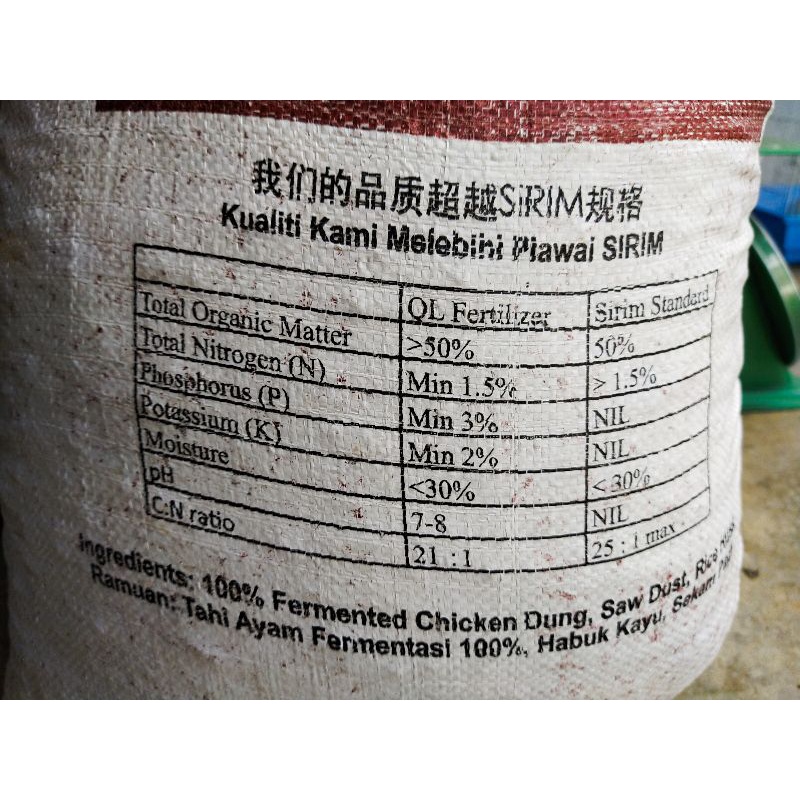 我们的品质超越SiRIM规格
Kualiti Kami Melebihi Piawai SIRIM
QL Fertilizer Sirim Standard
Total Organic Matter >50% 50%
Total Nitrogen (N) Min 1.5% > 1.5%
Phosphorus (P) Min 3% NIL
Potassium (K) Min 2% NIL
Moisture <30% < 30%
pH 7-8 NIL
C:N ratio 21 : 1 25 : 1 max
Ingredients: 100% Fermented Chicken Dung, Saw Dust, Rice
Ramuan: Tahi Ayam Fermentasi 100%, Habuk Kayu, Sekam